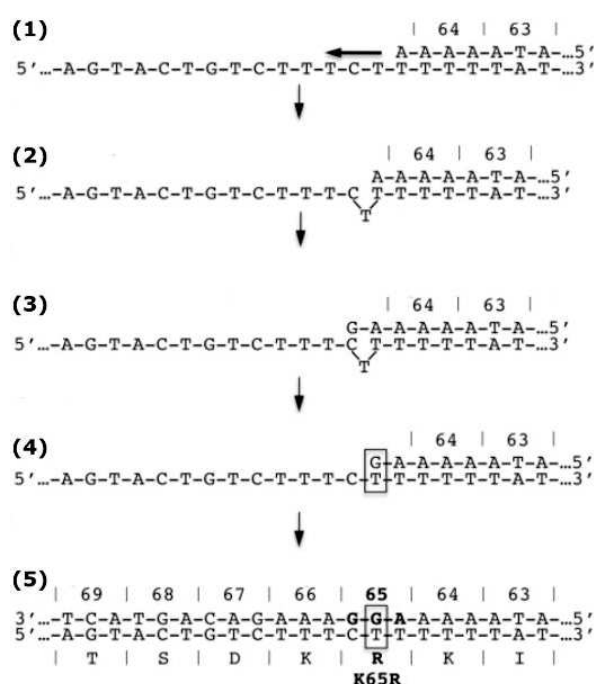 (1) | 64 | 63 |
A-A-A-A-A-T-A-…5′
5′…-A-G-T-A-C-T-G-T-C-T-T-T-C-T-T-T-T-T-T-A-T-…3′
(2) | 64 | 63 |
A-A-A-A-A-T-A-…5′
5′…-A-G-T-A-C-T-G-T-C-T-T-T-C T-T-T-T-T-A-T-…3′
T
(3) | 64 | 63 |
G-A-A-A-A-A-T-A-…5′
5′…-A-G-T-A-C-T-G-T-C-T-T-T-C T-T-T-T-T-A-T-…3′
T
(4) | 64 | 63 |
G-A-A-A-A-A-T-A-…5′
5′…-A-G-T-A-C-T-G-T-C-T-T-T-C-T-T-T-T-T-T-A-T-…3′
(5) | 69 | 68 | 67 | 66 | 65 | 64 | 63 |
3′…-T-C-A-T-G-A-C-A-G-A-A-A-G-G-A-A-A-A-A-T-A-…5′
5′…-A-G-T-A-C-T-G-T-C-T-T-T-C-T-T-T-T-T-T-A-T-…3′
| T | S | D | K | R | K | I |
K65R